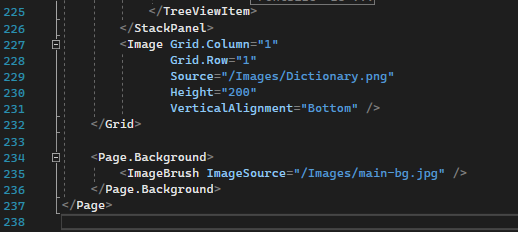 225 </TreeViewItem>
226 </StackPanel>
227 <Image Grid.Column="1"
228 Grid.Row="1"
229 Source="/Images/Dictionary.png"
230 Height="200"
231 VerticalAlignment="Bottom" />
232 </Grid>
233
234 <Page.Background>
235 <ImageBrush ImageSource="/Images/main-bg.jpg" />
236 </Page.Background>
237 </Page>
238